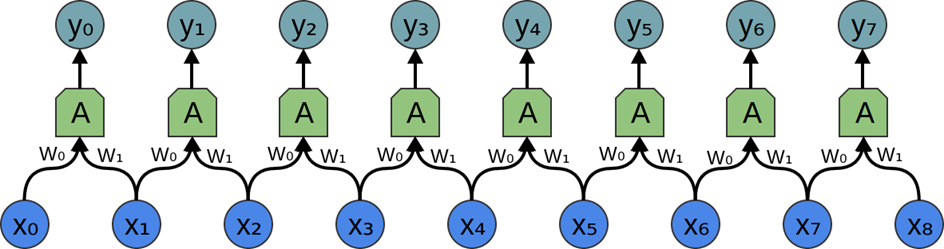 y₀ y₁ y₂ y₃ y₄ y₅ y₆ y₇
A A A A A A A A
W₀ W₁ W₀ W₁ W₀ W₁ W₀ W₁ W₀ W₁ W₀ W₁ W₀ W₁ W₀ W₁
x₀ x₁ x₂ x₃ x₄ x₅ x₆ x₇ x₈